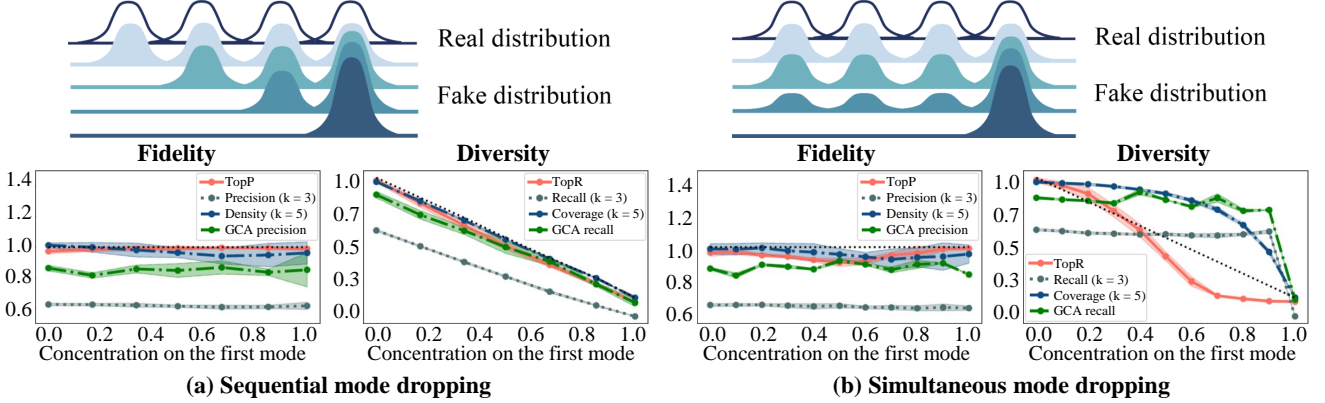 Real distribution
Fake distribution
Fidelity
Diversity
1.4
1.2
1.0
0.8
0.6
TopP
Precision (k = 3)
Density (k = 5)
GCA precision
0.0 0.2 0.4 0.6 0.8 1.0
Concentration on the first mode
1.0
0.7
0.5
0.3
0.0
TopR
Recall (k = 3)
Coverage (k = 5)
GCA recall
0.0 0.2 0.4 0.6 0.8 1.0
Concentration on the first mode
(a) Sequential mode dropping
Real distribution
Fake distribution
Fidelity
Diversity
1.4
1.2
1.0
0.8
0.6
TopP
Precision (k = 3)
Density (k = 5)
GCA precision
0.0 0.2 0.4 0.6 0.8 1.0
Concentration on the first mode
1.0
0.7
0.5
0.3
0.0
TopR
Recall (k = 3)
Coverage (k = 5)
GCA recall
0.0 0.2 0.4 0.6 0.8 1.0
Concentration on the first mode
(b) Simultaneous mode dropping